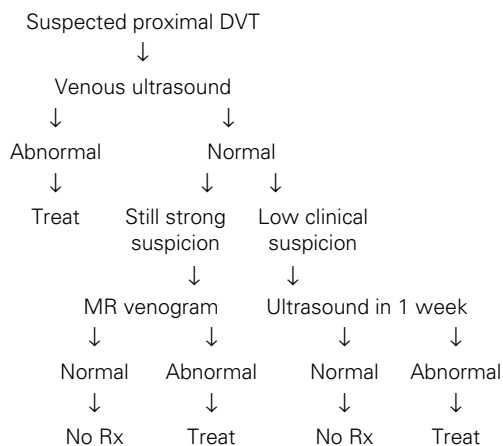 Suspected proximal DVT
↓
Venous ultrasound
↓ ↓
Abnormal Normal
↓ ↓ ↓
Treat Still strong Low clinical
suspicion suspicion
↓ ↓
MR venogram Ultrasound in 1 week
↓ ↓ ↓ ↓
Normal Abnormal Normal Abnormal
↓ ↓ ↓ ↓
No Rx Treat No Rx Treat